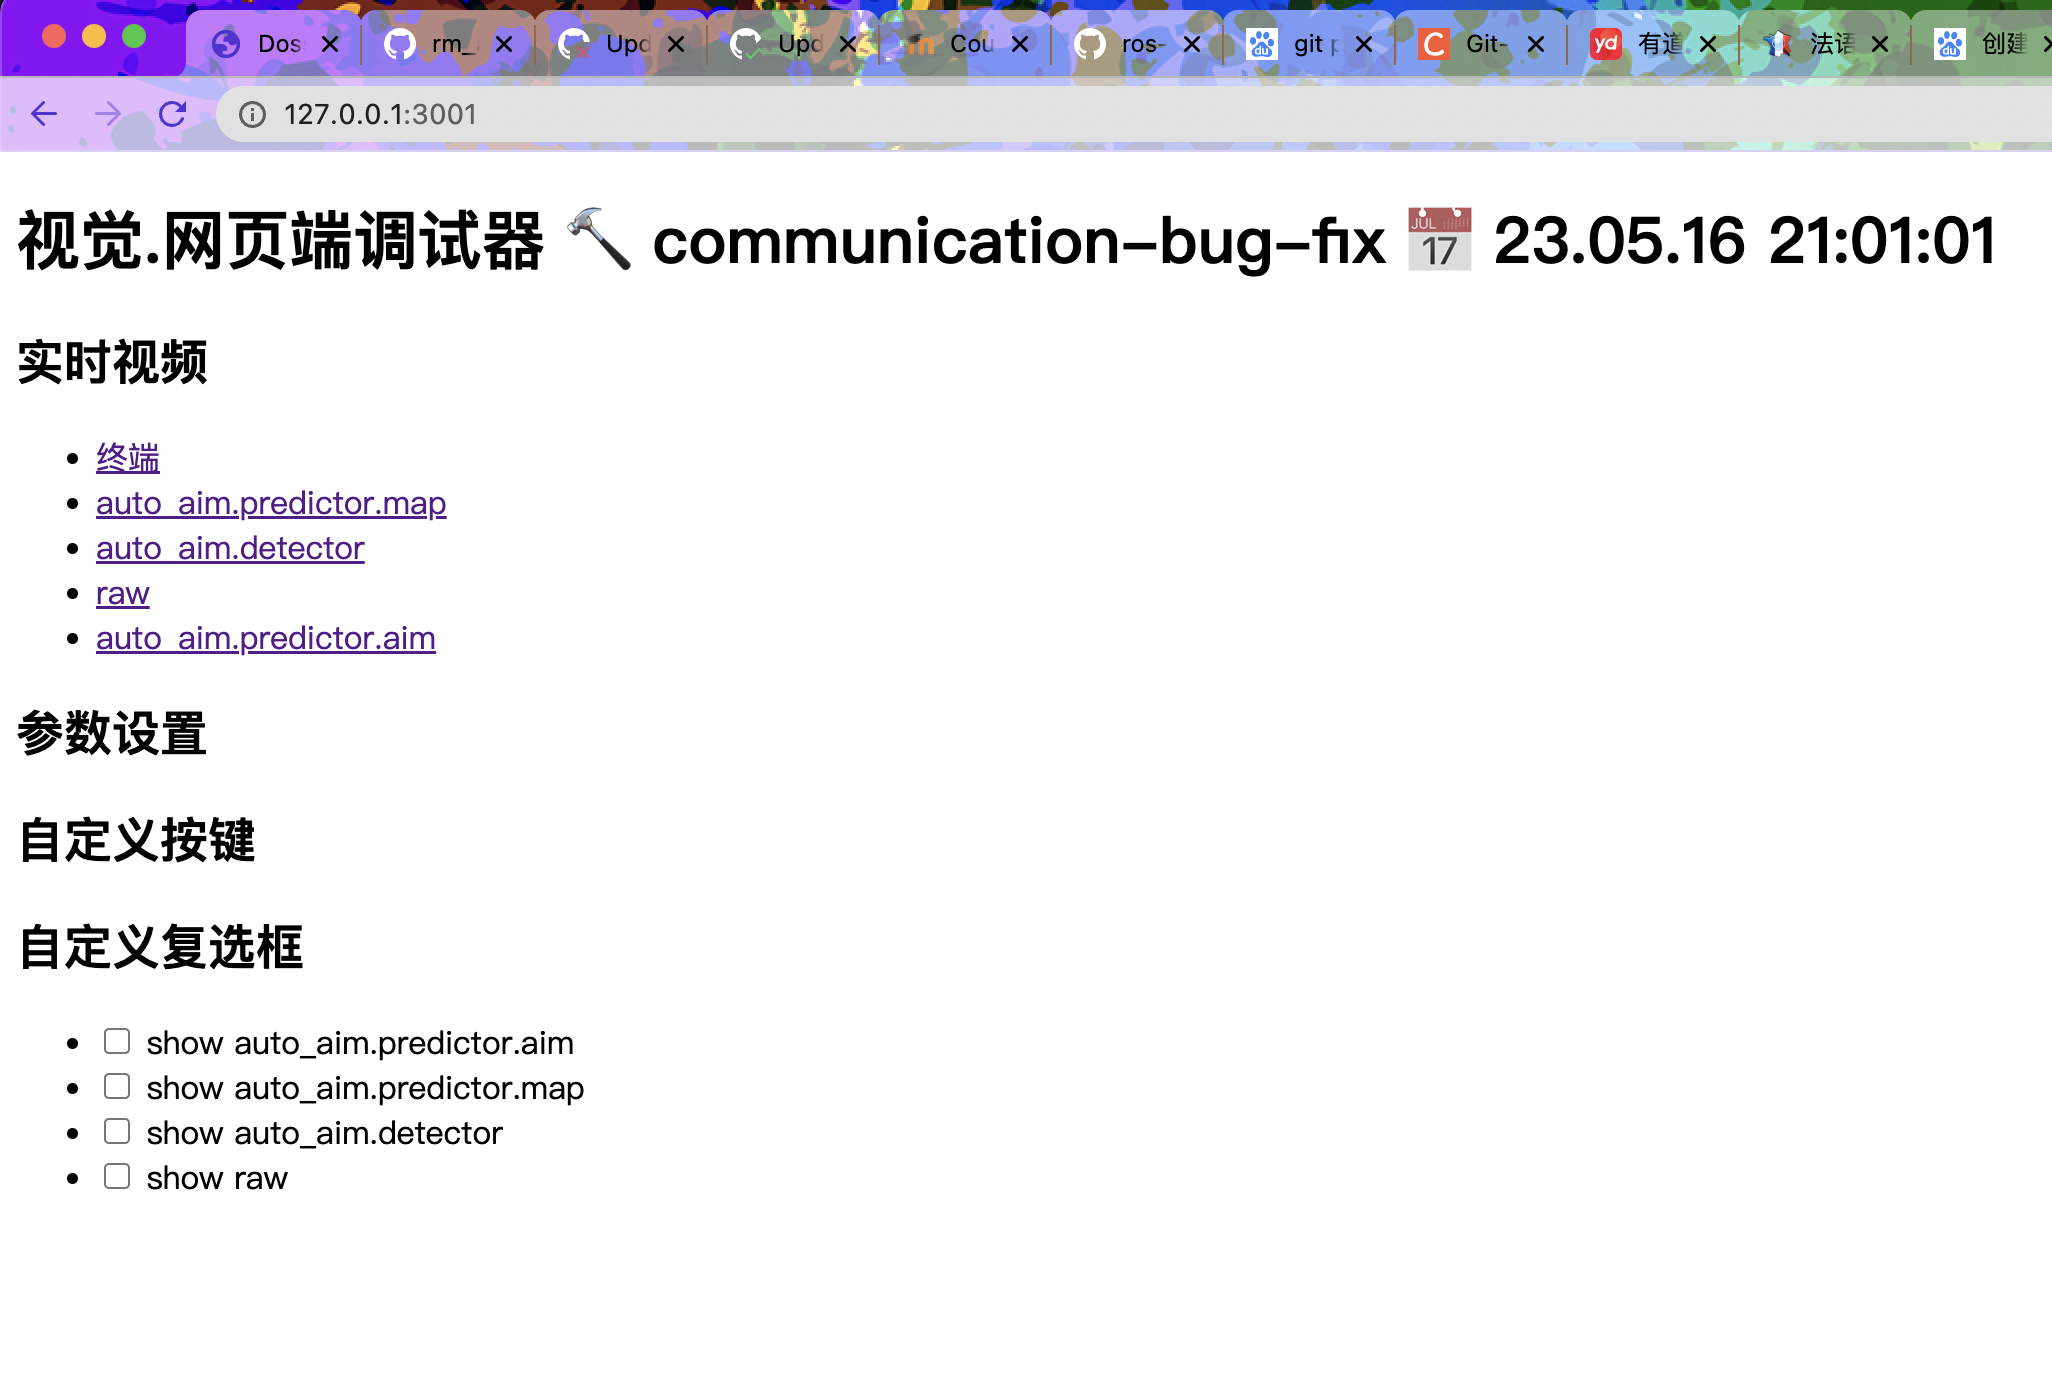 Dos
rm_
Upd
Upd
Cou
ros-
git p
Git-
有道
法语
创建
127.0.0.1:3001
视觉.网页端调试器 🔨 communication-bug-fix 📅 23.05.16 21:01:01
实时视频
终端
auto_aim.predictor.map
auto_aim.detector
raw
auto_aim.predictor.aim
参数设置
自定义按键
自定义复选框
show auto_aim.predictor.aim
show auto_aim.predictor.map
show auto_aim.detector
show raw